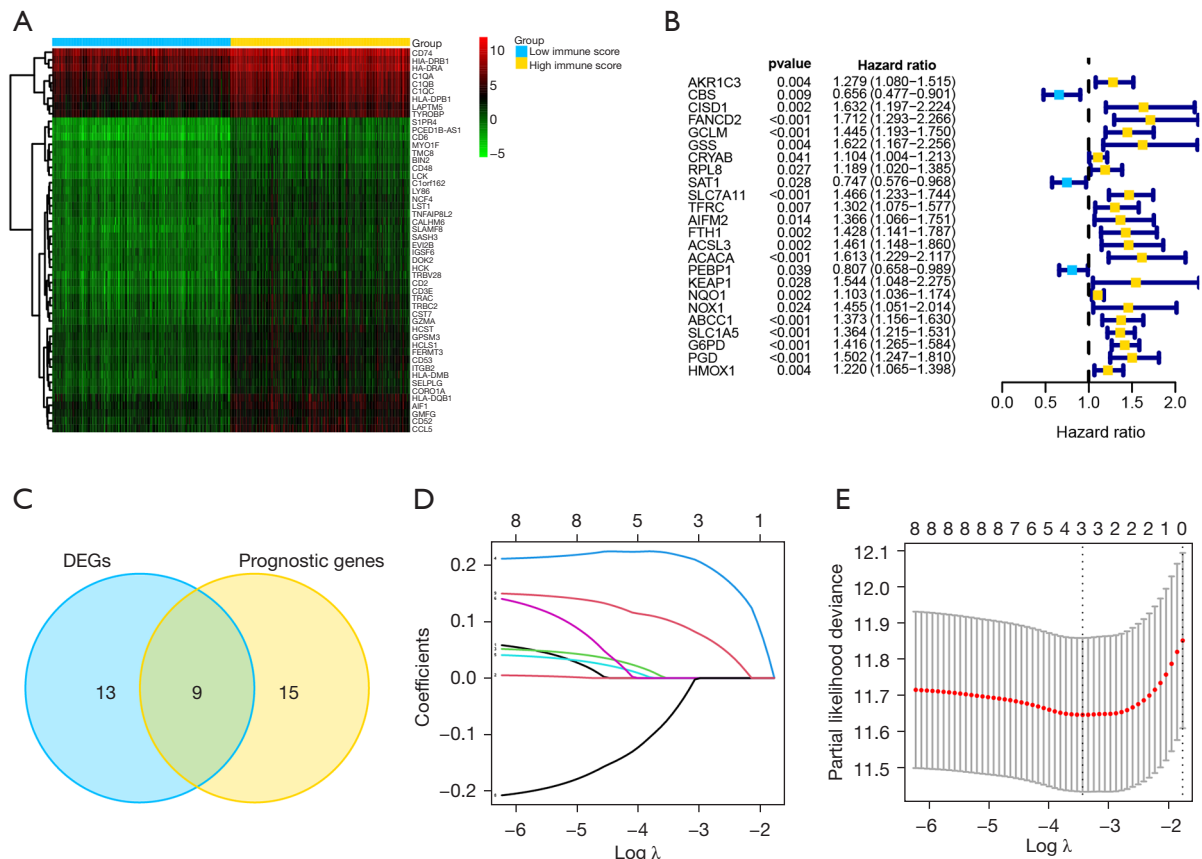 A
Group
CD74
HIA-DRB1
HA-DRA
C1QA
C1QB
C1QC
HLA-DPB1
LAPTM5
TYROBP
S1PR4
PCED1B-AS1
CD6
MYO1F
TMC8
BIN2
CD48
LCK
C1orf162
LY86
NCF4
LST1
TNFAIP8L2
CALHM6
SLAMF8
SASH3
EVI2B
IGSF6
DOK2
HCK
TRBV28
CD2
CD3E
TRAC
TRBC2
CST7
GZMA
HCST
GPSM3
HCLS1
FERMT3
CD53
ITGB2
HLA-DMB
SELPLG
CORO1A
HLA-DQB1
AIF1
GMFG
CD52
CCL5
10
5
0
−5
Group
Low immune score
High immune score
B
pvalue Hazard ratio
AKR1C3 0.004 1.279 (1.080−1.515)
CBS 0.009 0.656 (0.477−0.901)
CISD1 0.002 1.632 (1.197−2.224)
FANCD2 <0.001 1.712 (1.293−2.266)
GCLM <0.001 1.445 (1.193−1.750)
GSS 0.004 1.622 (1.167−2.256)
CRYAB 0.041 1.104 (1.004−1.213)
RPL8 0.027 1.189 (1.020−1.385)
SAT1 0.028 0.747 (0.576−0.968)
SLC7A11 <0.001 1.466 (1.233−1.744)
TFRC 0.007 1.302 (1.075−1.577)
AIFM2 0.014 1.366 (1.066−1.751)
FTH1 0.002 1.428 (1.141−1.787)
ACSL3 0.002 1.461 (1.148−1.860)
ACACA <0.001 1.613 (1.229−2.117)
PEBP1 0.039 0.807 (0.658−0.989)
KEAP1 0.028 1.544 (1.048−2.275)
NQO1 0.002 1.103 (1.036−1.174)
NOX1 0.024 1.455 (1.051−2.014)
ABCC1 <0.001 1.373 (1.156−1.630)
SLC1A5 <0.001 1.364 (1.215−1.531)
G6PD <0.001 1.416 (1.265−1.584)
PGD <0.001 1.502 (1.247−1.810)
HMOX1 0.004 1.220 (1.065−1.398)
0.0 0.5 1.0 1.5 2.0
Hazard ratio
C
DEGs Prognostic genes
13 9 15
D
8 8 5 3 1
Coefficients
0.2
0.1
0.0
−0.1
−0.2
−6 −5 −4 −3 −2
Log λ
E
8 8 8 8 8 8 7 6 5 4 3 3 2 2 2 1 0
Partial likelihood deviance
12.1
12.0
11.9
11.8
11.7
11.6
11.5
−6 −5 −4 −3 −2
Log λ